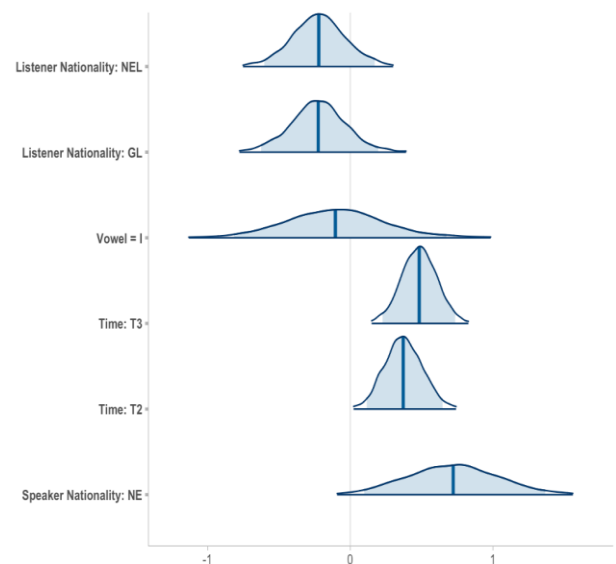 Listener Nationality: NEL
Listener Nationality: GL
Vowel = I
Time: T3
Time: T2
Speaker Nationality: NE
-1 0 1